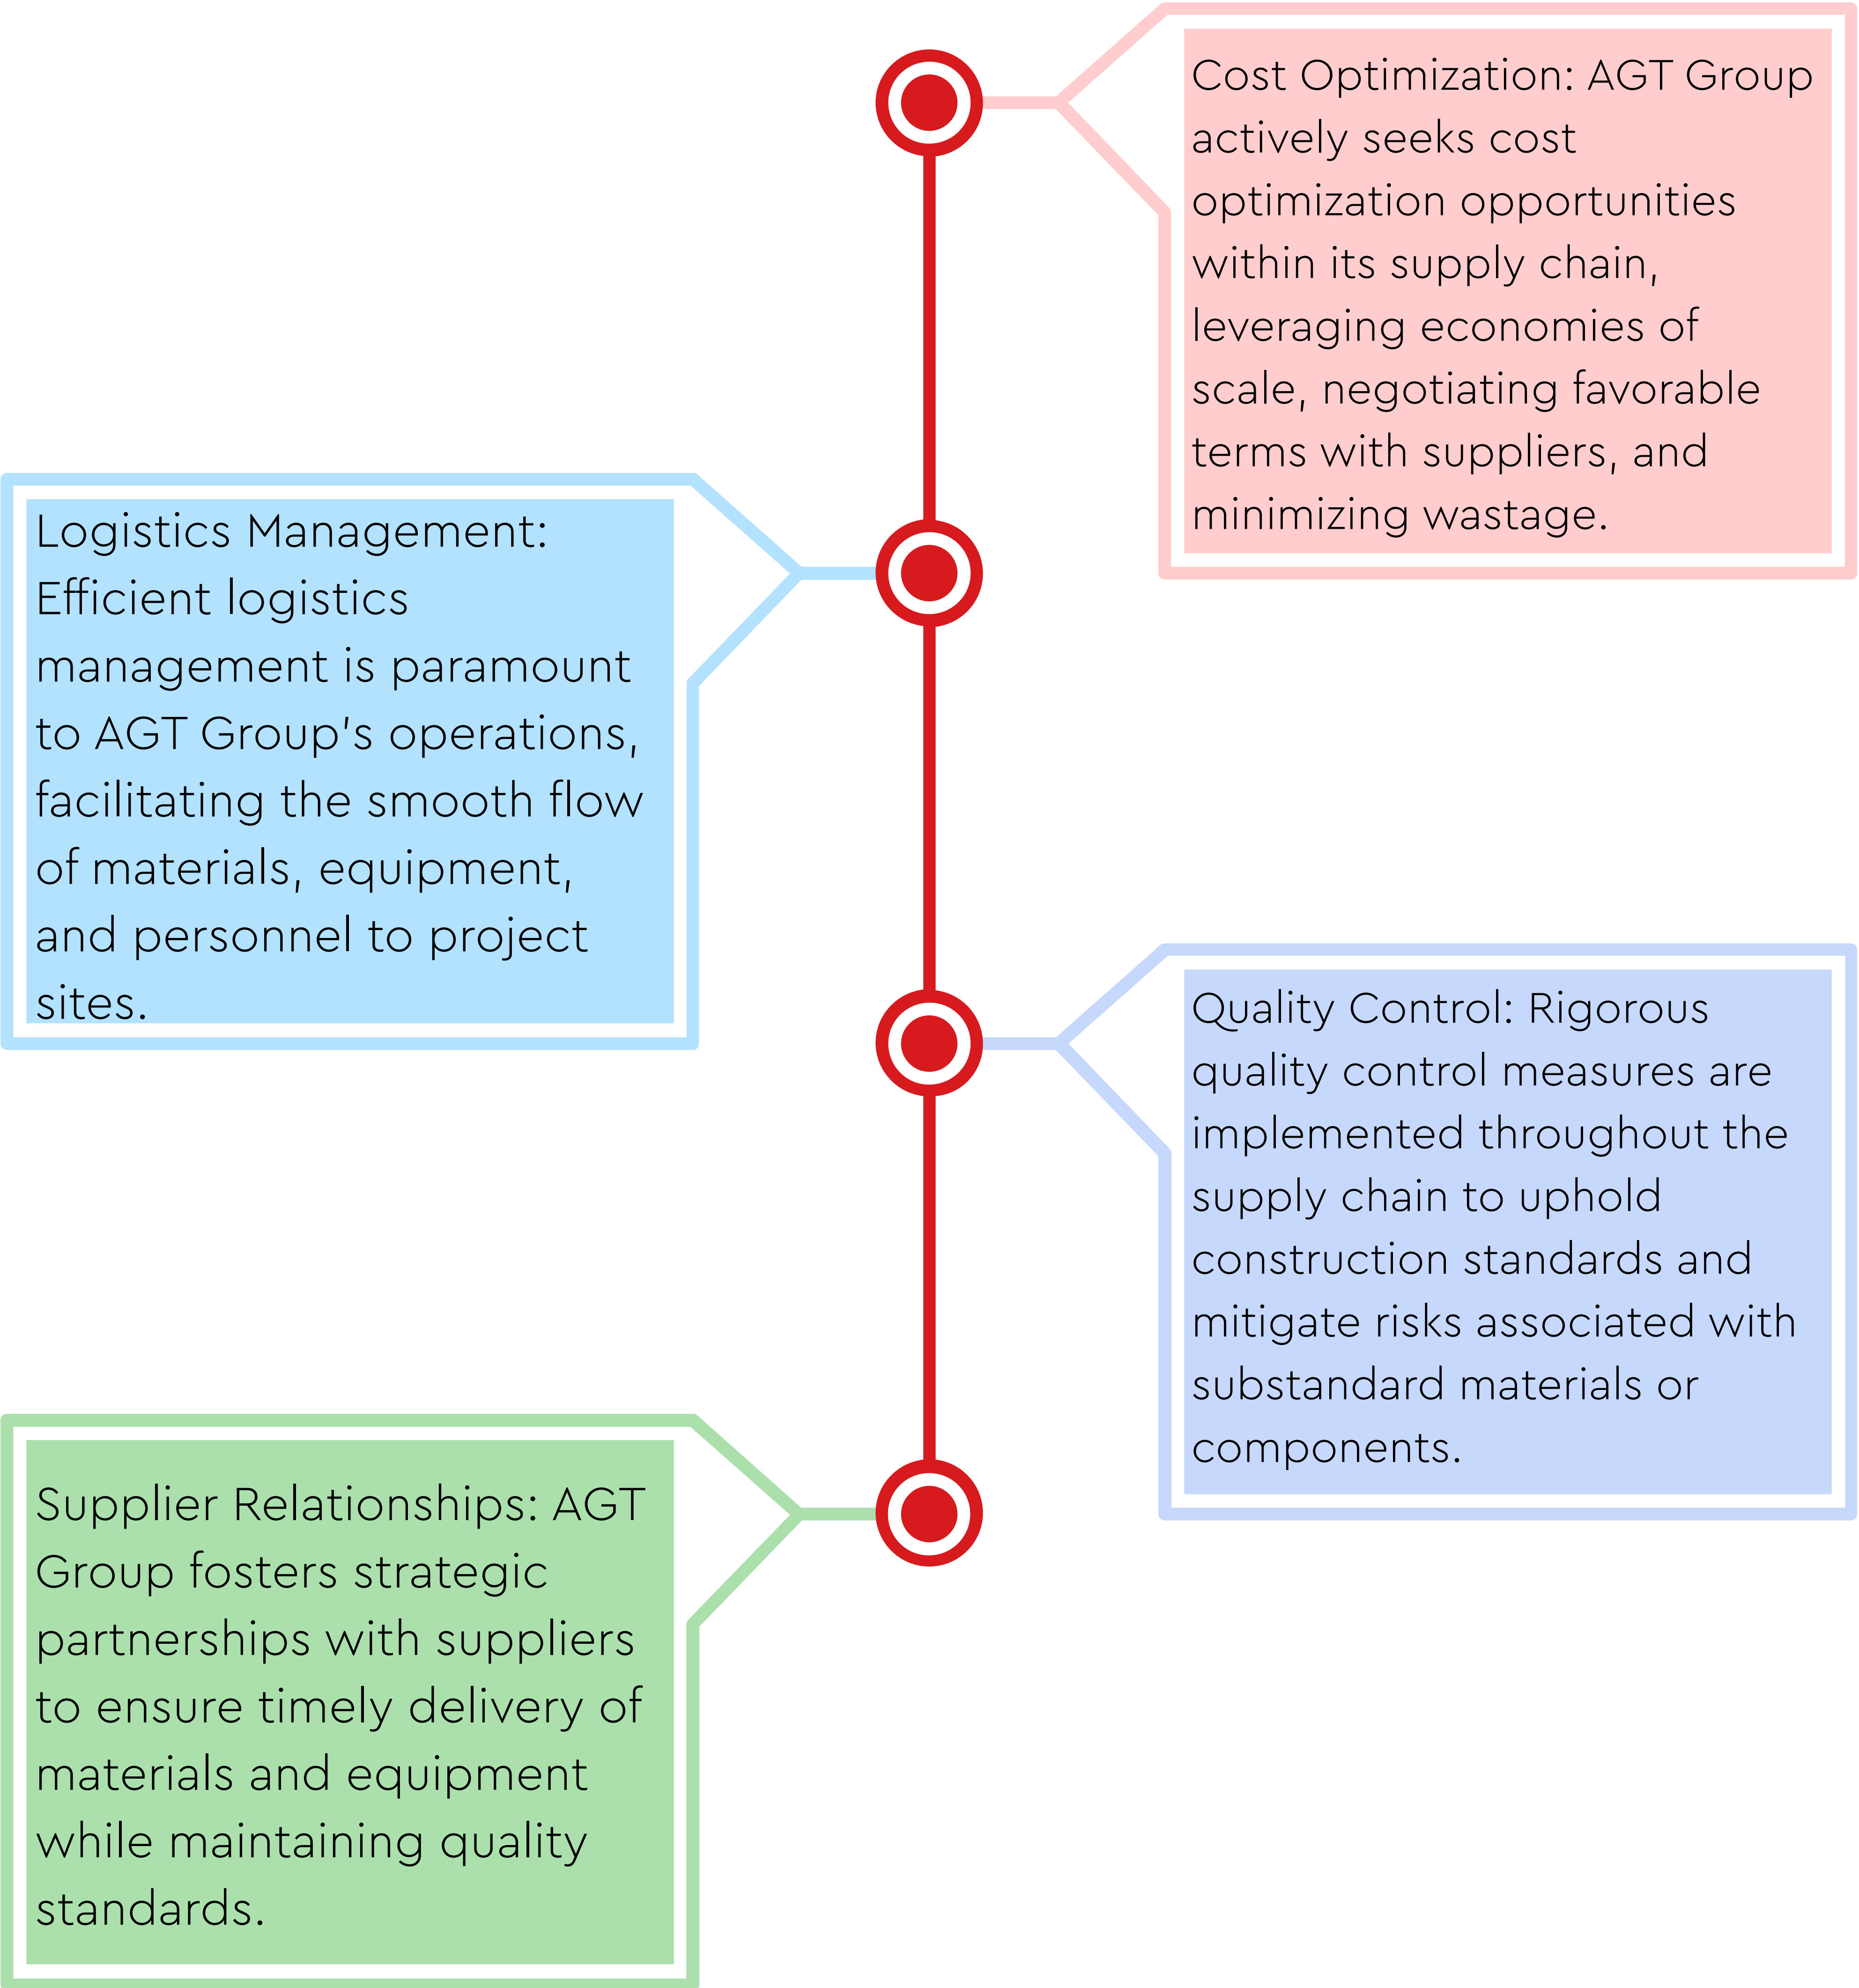 Cost Optimization: AGT Group
actively seeks cost
optimization opportunities
within its supply chain,
leveraging economies of
scale, negotiating favorable
terms with suppliers, and
minimizing wastage.
Logistics Management:
Efficient logistics
management is paramount
to AGT Group's operations,
facilitating the smooth flow
of materials, equipment,
and personnel to project
sites.
Quality Control: Rigorous
quality control measures are
implemented throughout the
supply chain to uphold
construction standards and
mitigate risks associated with
substandard materials or
components.
Supplier Relationships: AGT
Group fosters strategic
partnerships with suppliers
to ensure timely delivery of
materials and equipment
while maintaining quality
standards.